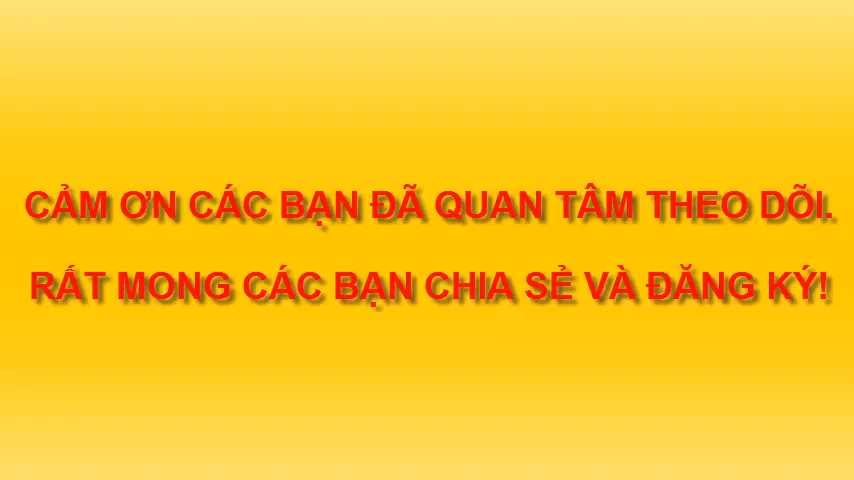 CẢM ƠN CÁC BẠN ĐÃ QUAN TÂM THEO DÕI.
RẤT MONG CÁC BẠN CHIA SẺ VÀ ĐĂNG KÝ!